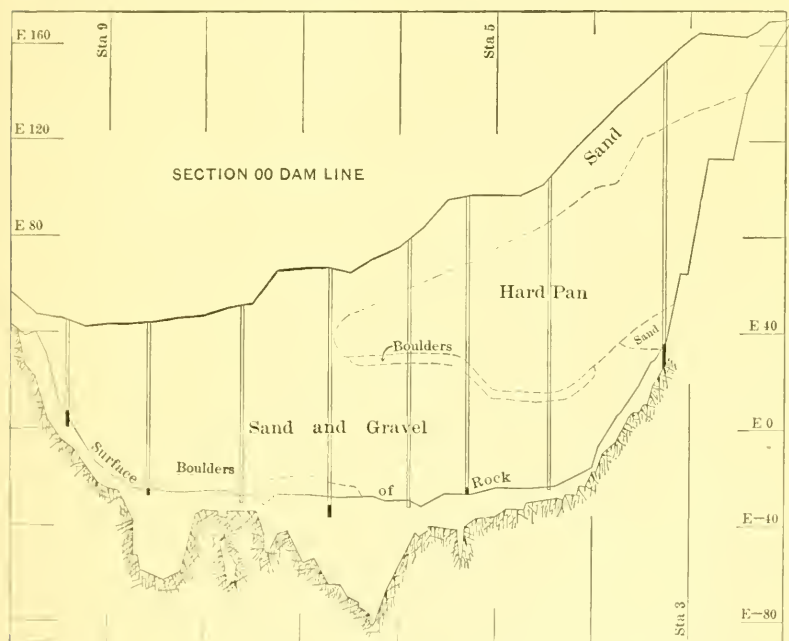 E 160
Sta 9
Sta 5
E 120
Sand
SECTION 00 DAM LINE
E 80
Hard Pan
Boulders
Sand
E 40
Sand and Gravel
E 0
Surface
Boulders
of
Rock
E-40
Sta 3
E-80